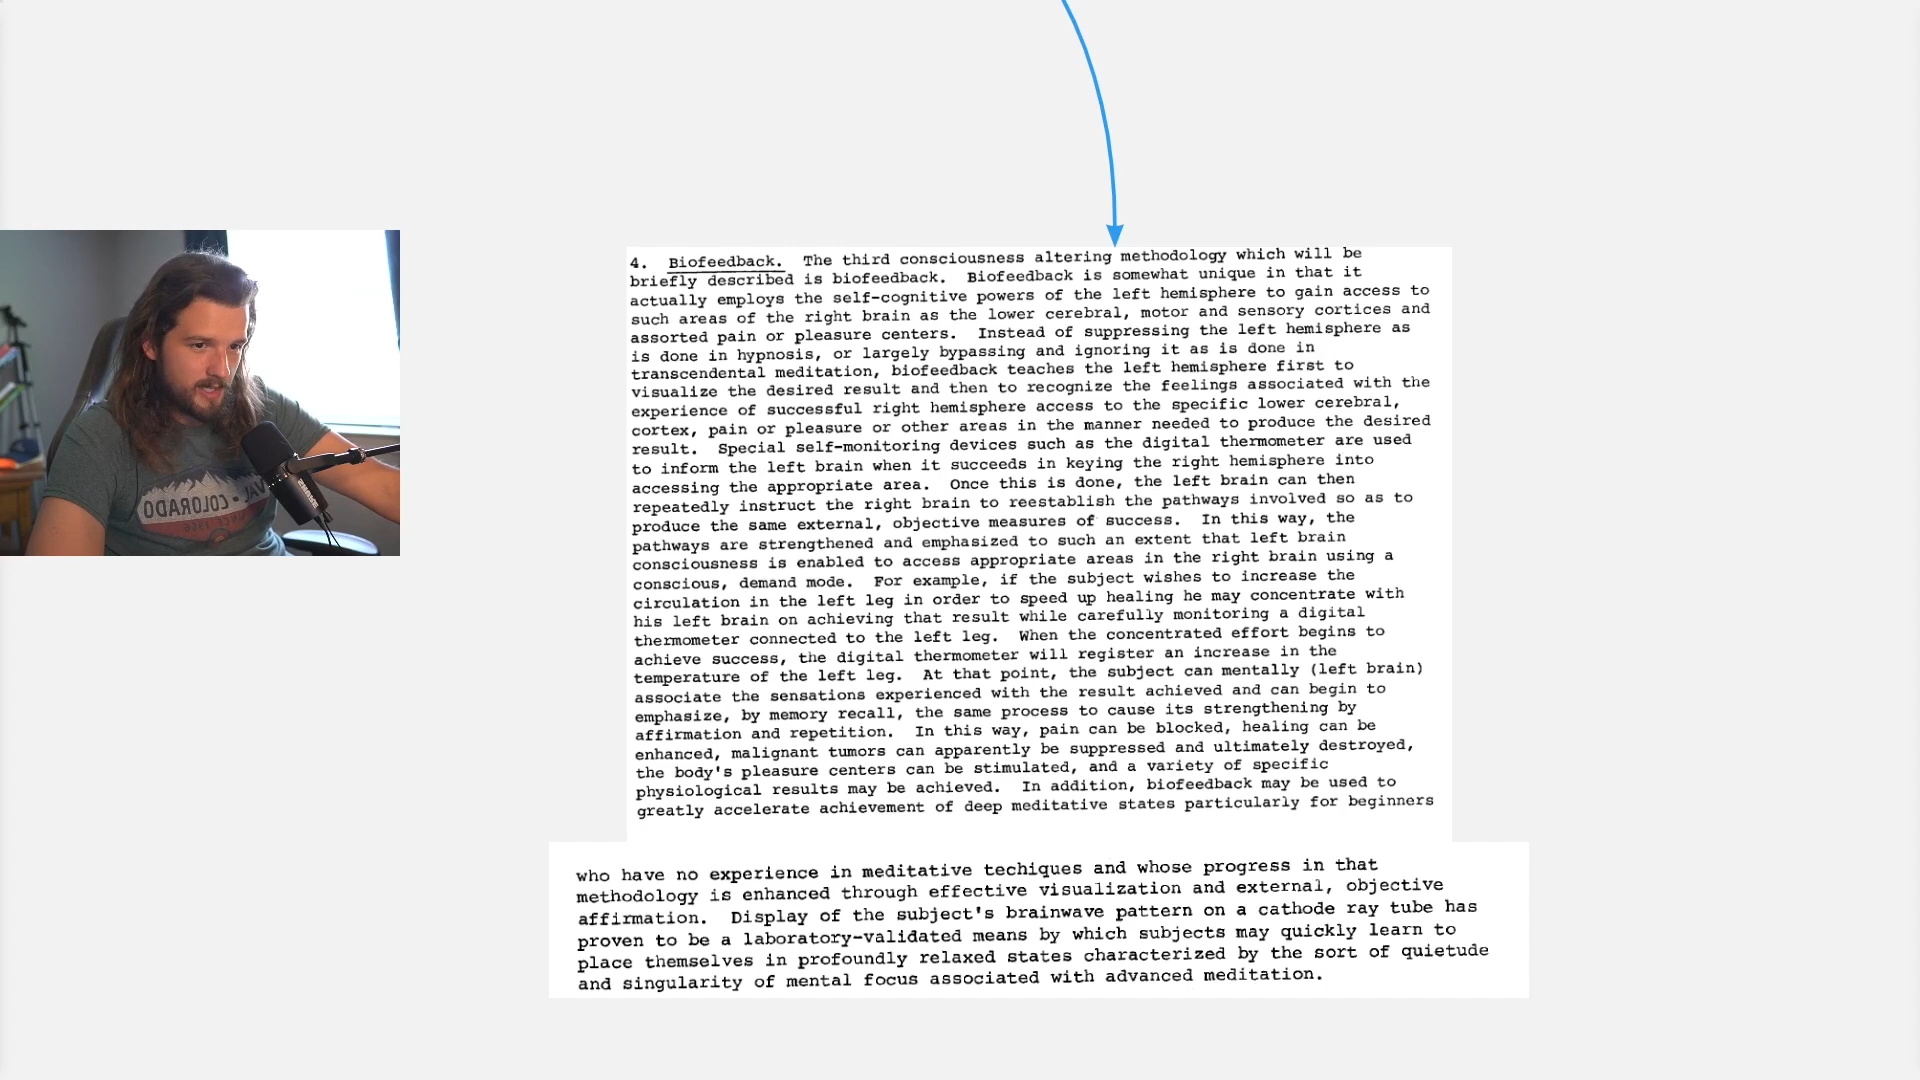 4. Biofeedback. The third consciousness altering methodology which will be
briefly described is biofeedback. Biofeedback is somewhat unique in that it
actually employs the self-cognitive powers of the left hemisphere to gain access to
such areas of the right brain as the lower cerebral, motor and sensory cortices and
assorted pain or pleasure centers. Instead of suppressing the left hemisphere as
is done in hypnosis, or largely bypassing and ignoring it as is done in
transcendental meditation, biofeedback teaches the left hemisphere first to
visualize the desired result and then to recognize the feelings associated with the
experience of successful right hemisphere access to the specific lower cerebral,
cortex, pain or pleasure or other areas in the manner needed to produce the desired
result. Special self-monitoring devices such as the digital thermometer are used
to inform the left brain when it succeeds in keying the right hemisphere into
accessing the appropriate area. Once this is done, the left brain can then
repeatedly instruct the right brain to reestablish the pathways involved so as to
produce the same external, objective measures of success. In this way, the
pathways are strengthened and emphasized to such an extent that left brain
consciousness is enabled to access appropriate areas in the right brain using a
conscious, demand mode. For example, if the subject wishes to increase the
circulation in the left leg in order to speed up healing he may concentrate with
his left brain on achieving that result while carefully monitoring a digital
thermometer connected to the left leg. When the concentrated effort begins to
achieve success, the digital thermometer will register an increase in the
temperature of the left leg. At that point, the subject can mentally (left brain)
associate the sensations experienced with the result achieved and can begin to
emphasize, by memory recall, the same process to cause its strengthening by
affirmation and repetition. In this way, pain can be blocked, healing can be
enhanced, malignant tumors can apparently be suppressed and ultimately destroyed,
the body's pleasure centers can be stimulated, and a variety of specific
physiological results may be achieved. In addition, biofeedback may be used to
greatly accelerate achievement of deep meditative states particularly for beginners
who have no experience in meditative techiques and whose progress in that
methodology is enhanced through effective visualization and external, objective
affirmation. Display of the subject's brainwave pattern on a cathode ray tube has
proven to be a laboratory-validated means by which subjects may quickly learn to
place themselves in profoundly relaxed states characterized by the sort of quietude
and singularity of mental focus associated with advanced meditation.
COLORADO